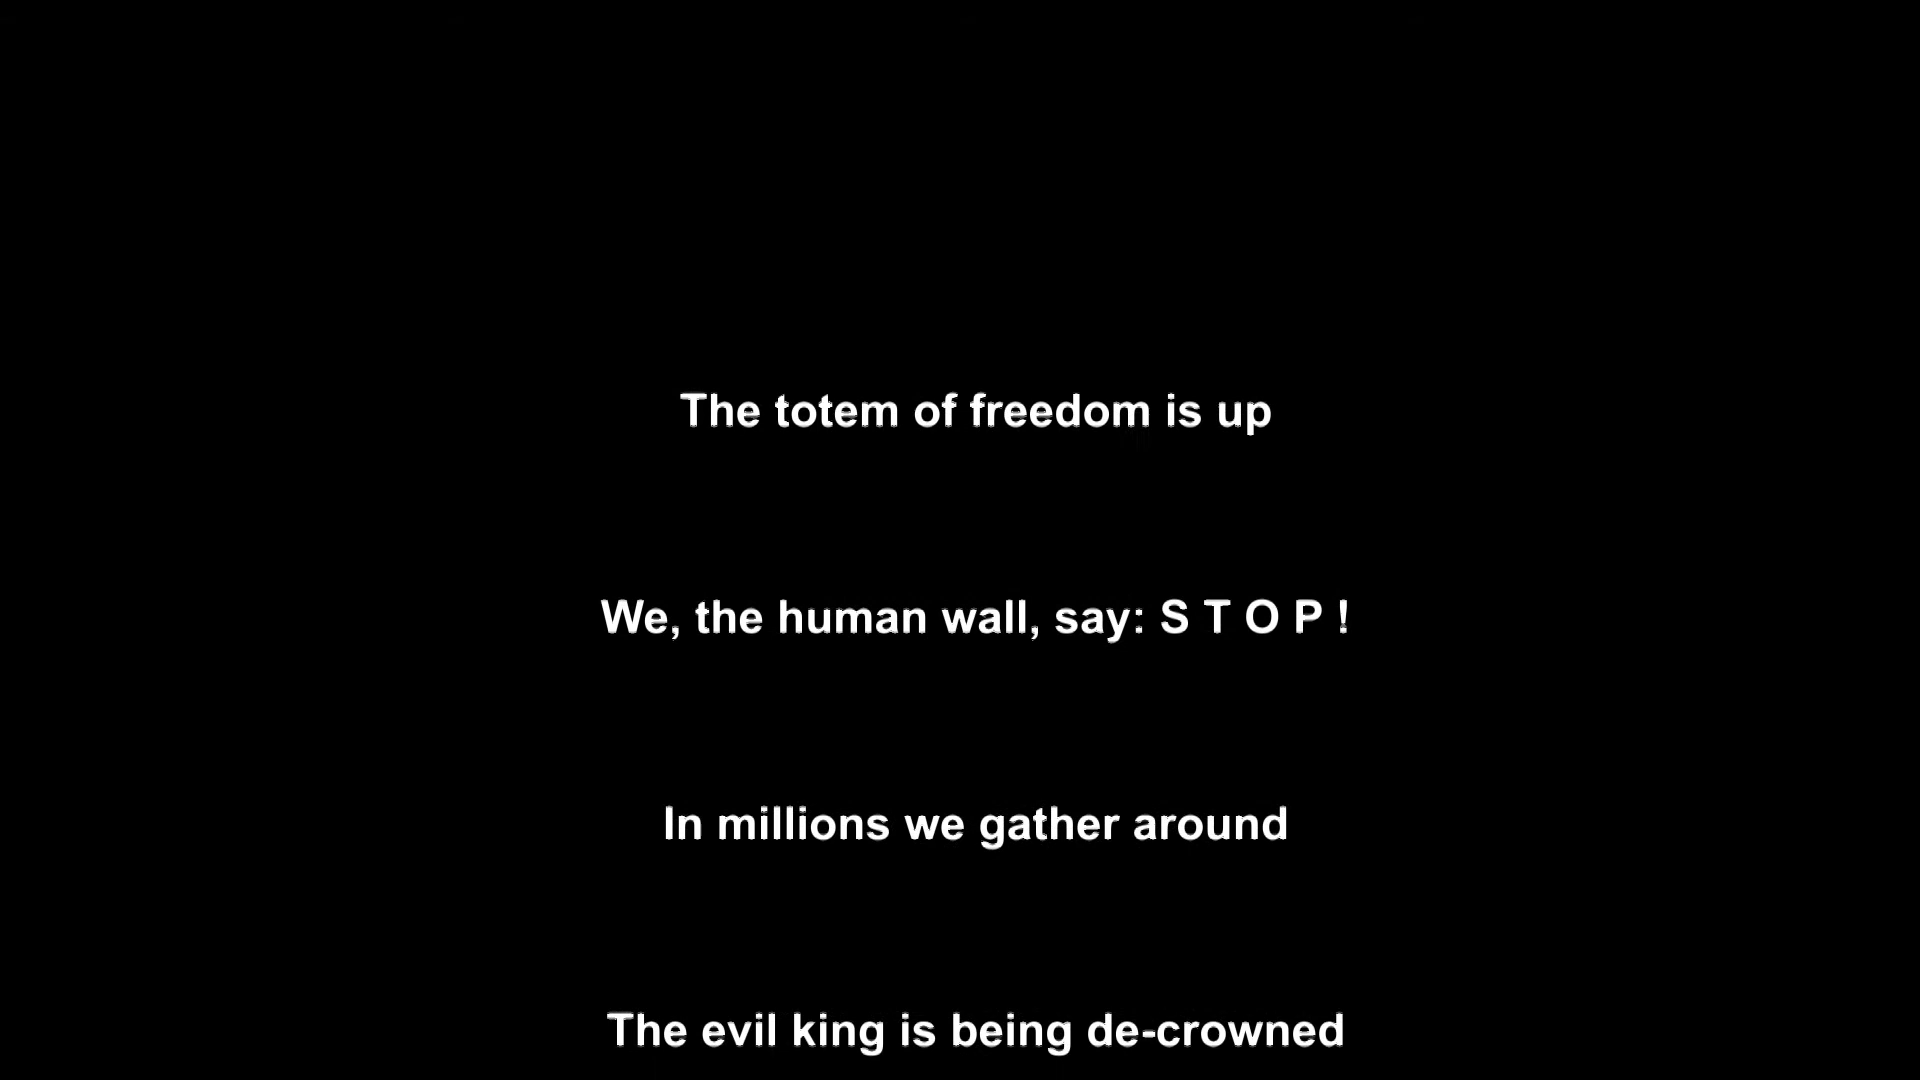 The totem of freedom is up
We, the human wall, say: S T O P !
In millions we gather around
The evil king is being de-crowned